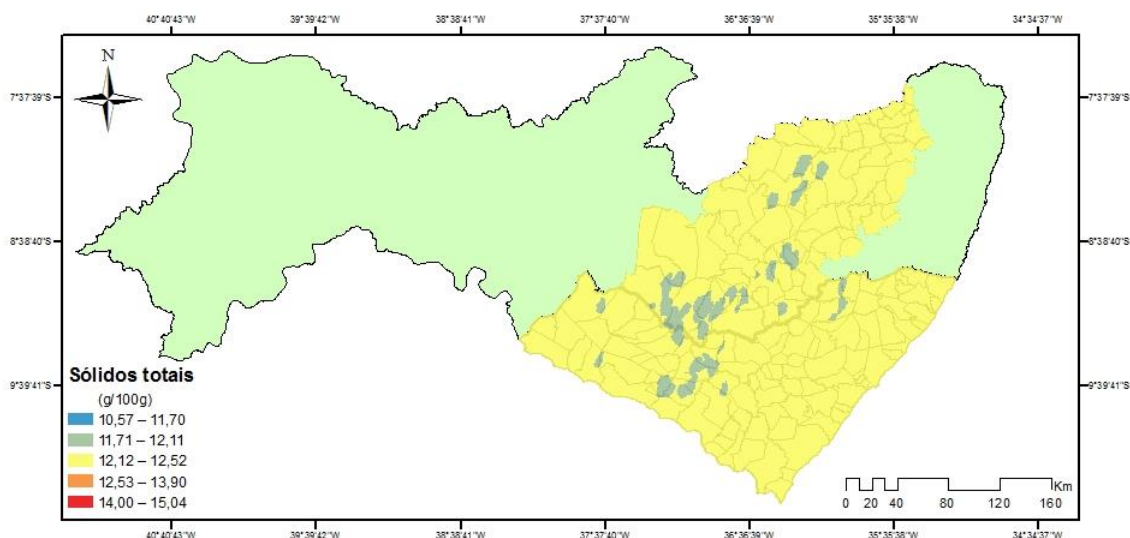 40°40'43"W 39°39'42"W 38°38'41"W 37°37'40"W 36°36'39"W 35°35'38"W 34°34'37"W
N
7°37'39"S 7°37'39"S
8°38'40"S 8°38'40"S
9°39'41"S 9°39'41"S
Sólidos totais
(g/100g)
10,57 – 11,70
11,71 – 12,11
12,12 – 12,52
12,53 – 13,90
14,00 – 15,04
Km
0 20 40 80 120 160
40°40'43"W 39°39'42"W 38°38'41"W 37°37'40"W 36°36'39"W 35°35'38"W 34°34'37"W